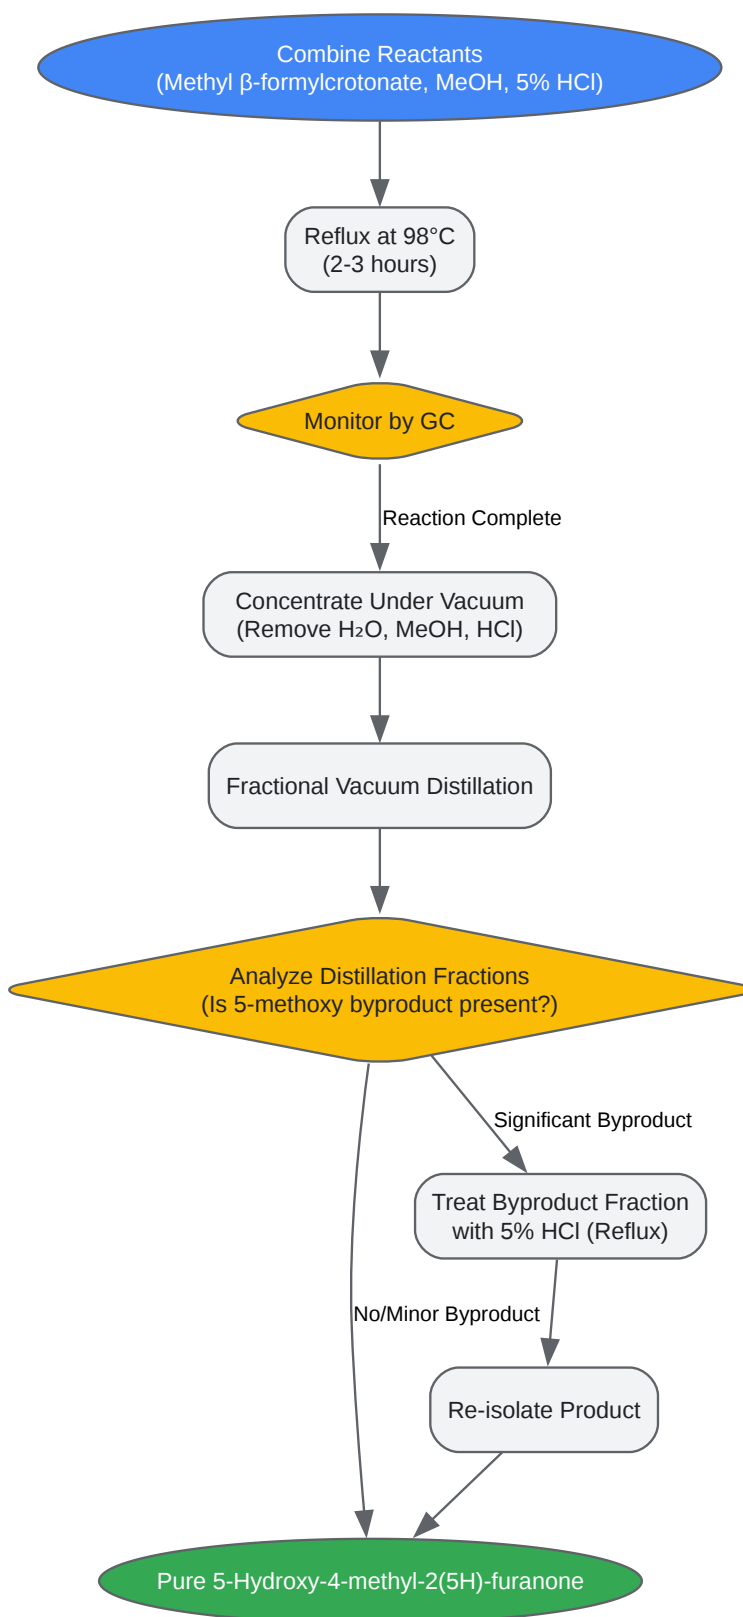 Combine Reactants
(Methyl β-formylcrotonate, MeOH, 5% HCl)
Reflux at 98°C
(2-3 hours)
Monitor by GC
Reaction Complete
Concentrate Under Vacuum
(Remove H₂O, MeOH, HCl)
Fractional Vacuum Distillation
Analyze Distillation Fractions
(Is 5-methoxy byproduct present?)
Significant Byproduct
Treat Byproduct Fraction
with 5% HCl (Reflux)
No/Minor Byproduct
Re-isolate Product
Pure 5-Hydroxy-4-methyl-2(5H)-furanone